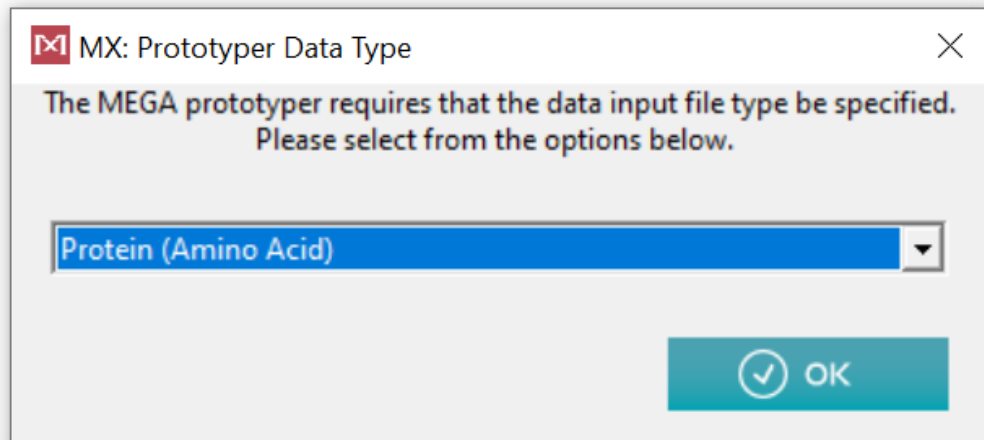 MX: Prototyper Data Type
The MEGA prototyper requires that the data input file type be specified.
Please select from the options below.
Protein (Amino Acid)
OK